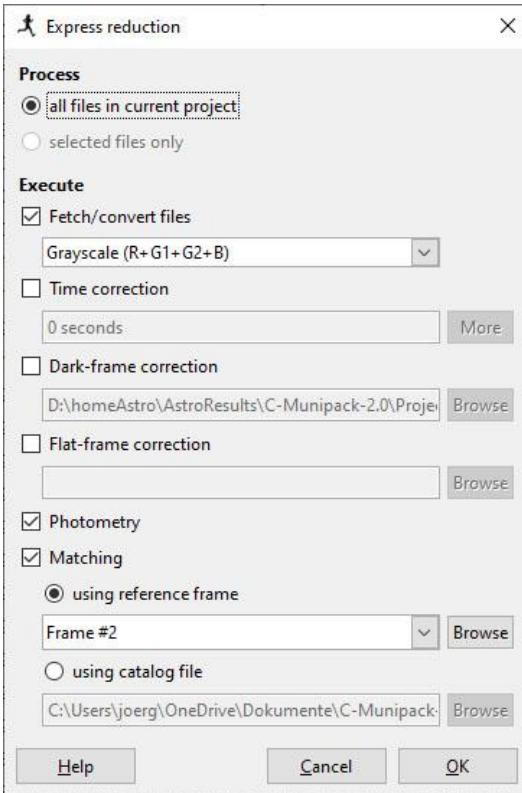 Express reduction
Process
all files in current project
selected files only
Execute
Fetch/convert files
Grayscale (R+G1+G2+B)
Time correction
0 seconds More
Dark-frame correction
D:\homeAstro\AstroResults\C-Munipack-2.0\Projec Browse
Flat-frame correction
Browse
Photometry
Matching
using reference frame
Frame #2 Browse
using catalog file
C:\Users\joerg\OneDrive\Dokumente\C-Munipack- Browse
Help Cancel OK